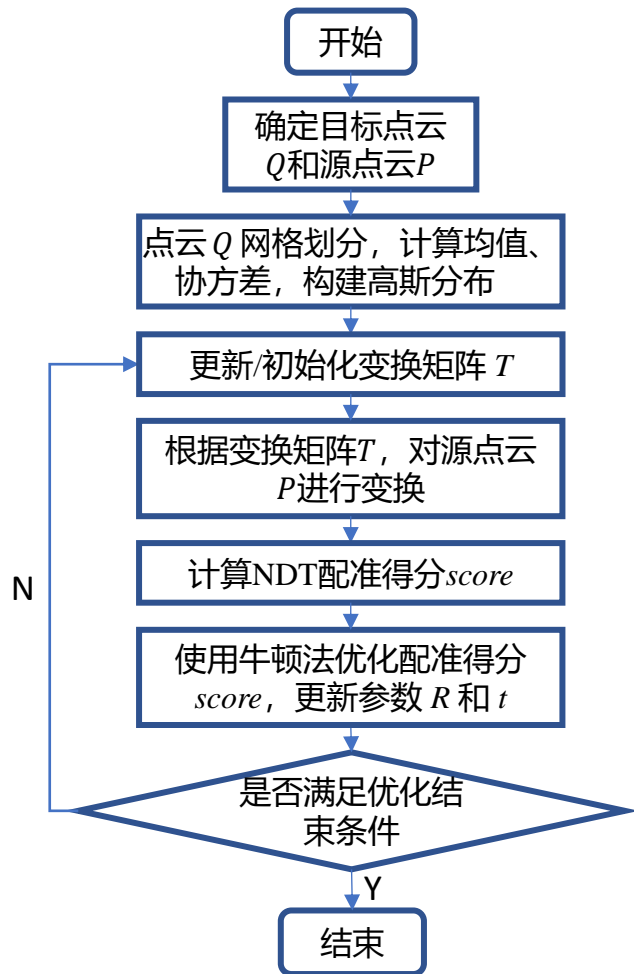 开始
确定目标点云
Q和源点云P
点云 Q 网格划分，计算均值、
协方差，构建高斯分布
更新/初始化变换矩阵 T
根据变换矩阵T，对源点云
P进行变换
计算NDT配准得分score
N
使用牛顿法优化配准得分
score，更新参数 R 和 t
是否满足优化结
束条件
Y
结束